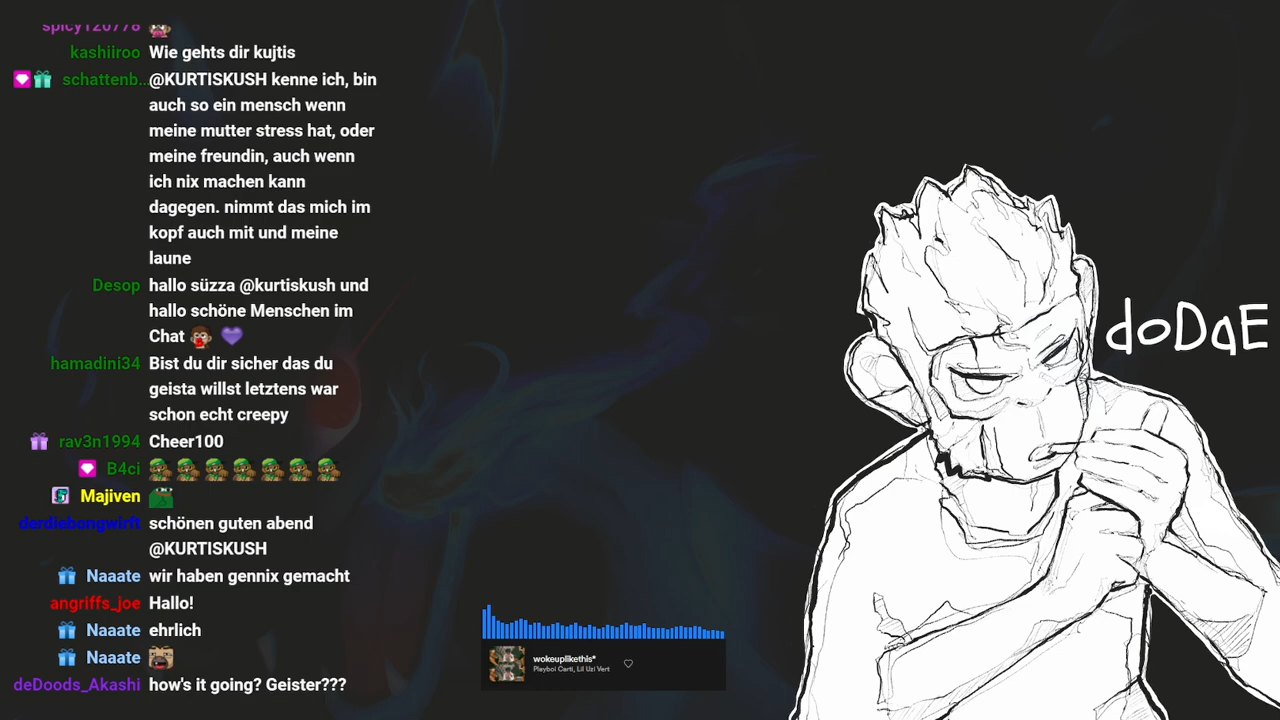 spicy120778
kashiiroo Wie gehts dir kujtis
schattenb... @KURTISKUSH kenne ich, bin
auch so ein mensch wenn
meine mutter stress hat, oder
meine freundin, auch wenn
ich nix machen kann
dagegen. nimmt das mich im
kopf auch mit und meine
laune
Desop hallo süzza @kurtiskush und
hallo schöne Menschen im
Chat
hamadini34 Bist du dir sicher das du
geista willst letztens war
schon echt creepy
rav3n1994 Cheer100
B4ci
Majiven
derdiebongwirft schönen guten abend
@KURTISKUSH
Naaate wir haben gennix gemacht
angriffs_joe Hallo!
Naaate ehrlich
Naaate
deDoods_Akashi how's it going? Geister???
wokeuplikethis*
Playboi Carti, Lil Uzi Vert
doDaE